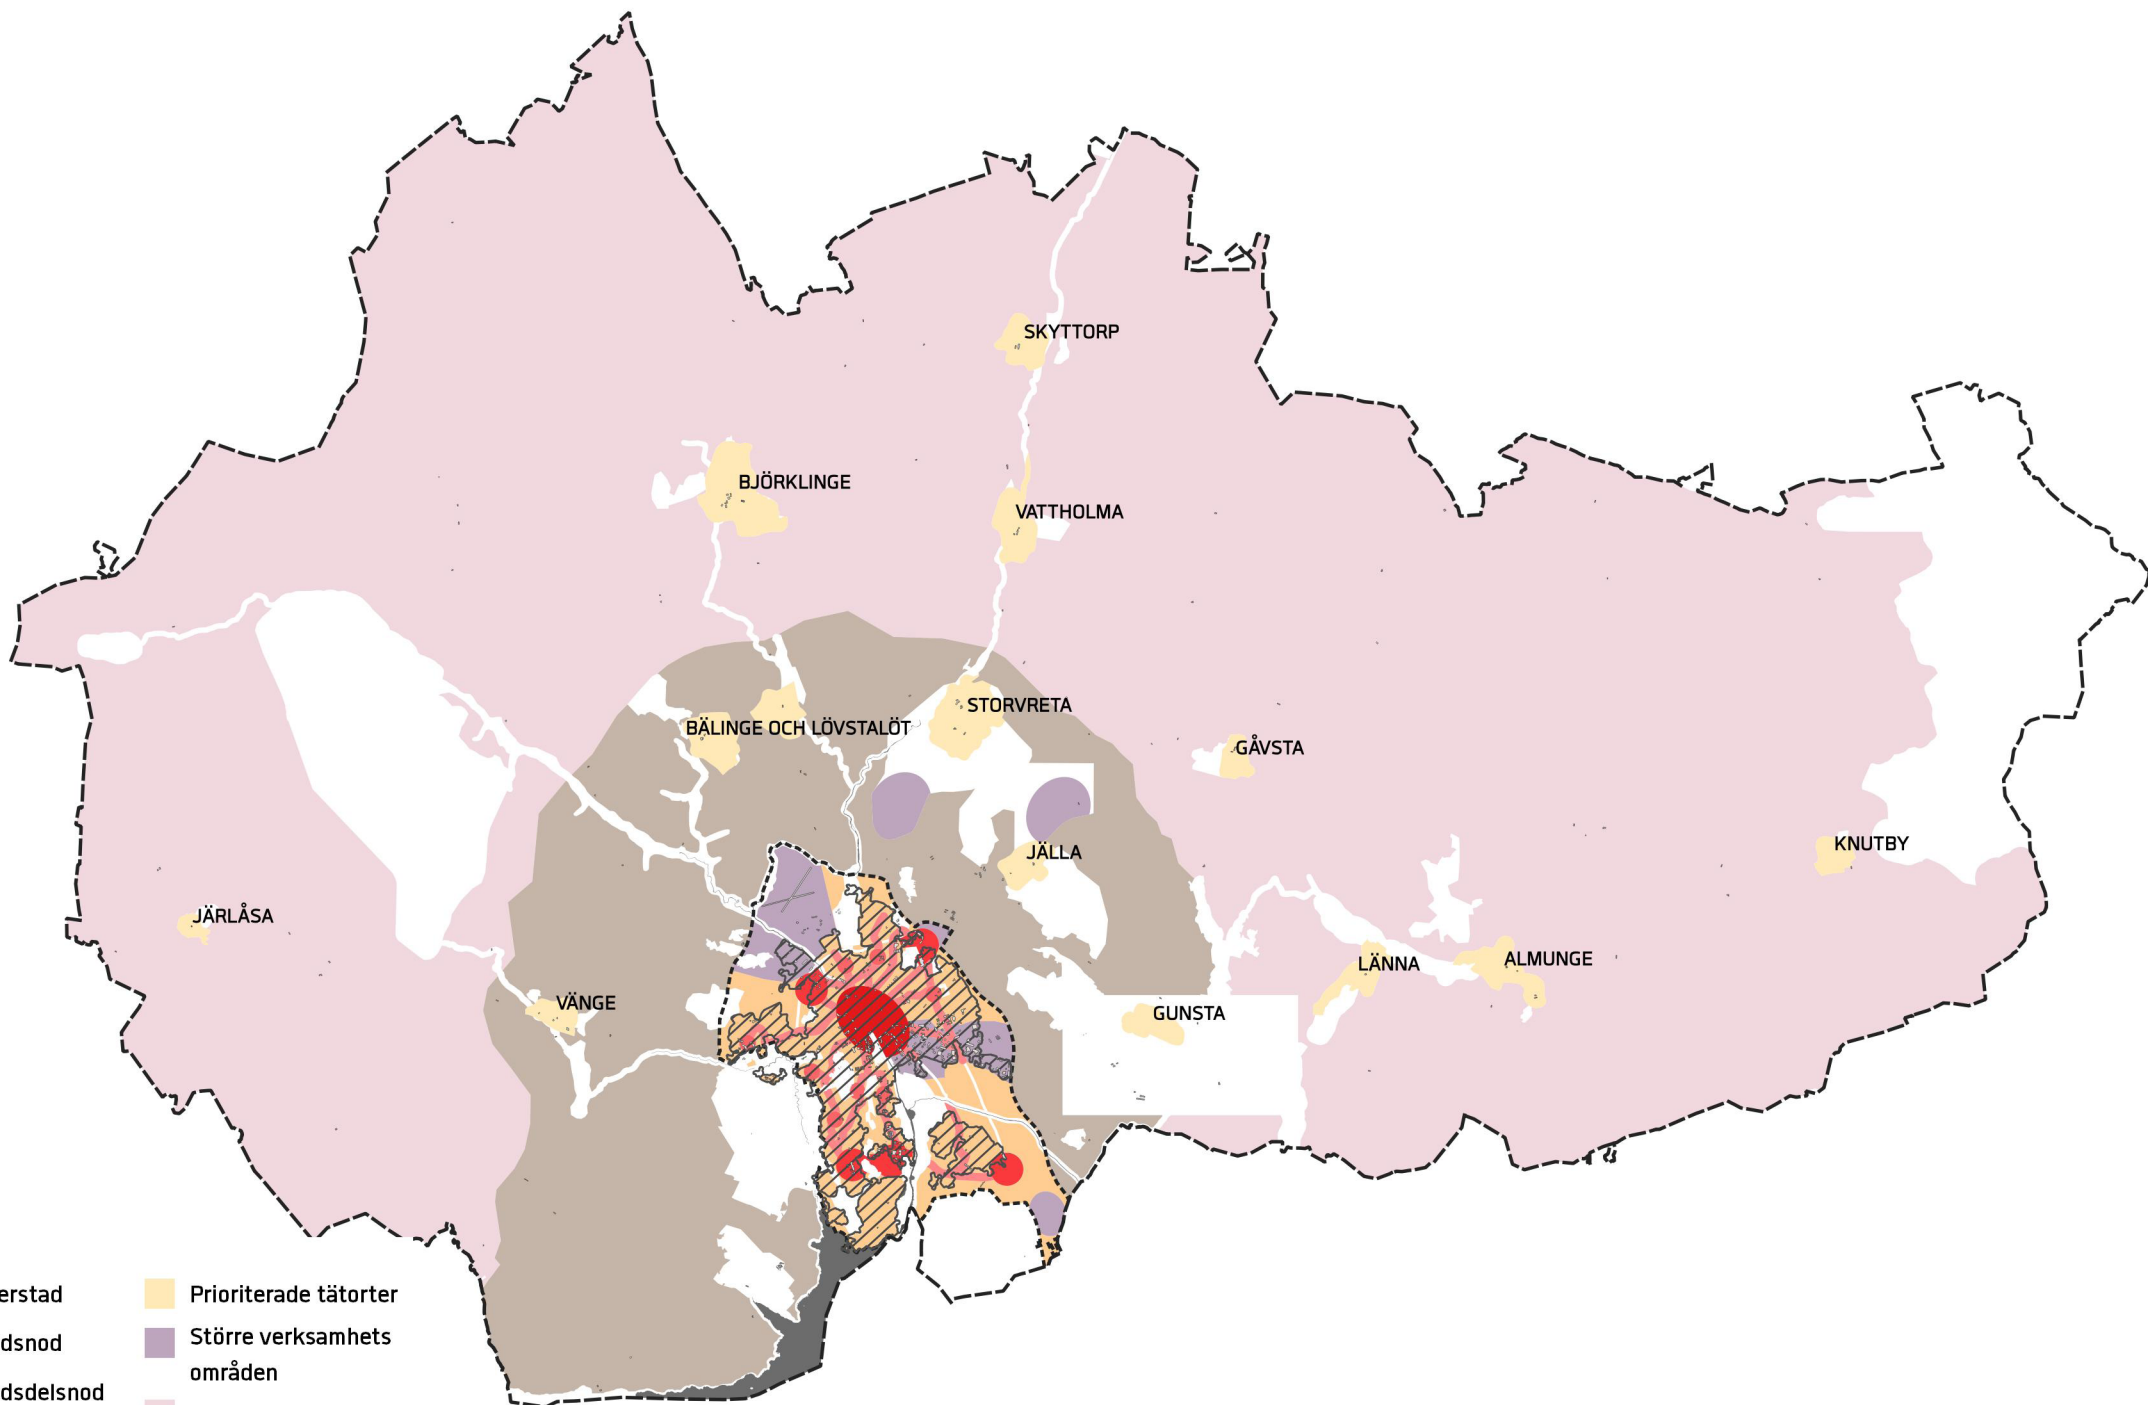 SKYTTORP
BJÖRKLINGE
VATTHOLMA
STORVRETA
BÄLINGE OCH LÖVSTALÖT
GÅVSTA
JÄLLA
KNUTBY
JÄRLÅSA
LÄNNA
ALMUNGE
VÄNGE
GUNSTA
erstad
dsnod
dsdelsnod
Prioriterade tätorter
Större verksamhets
områden